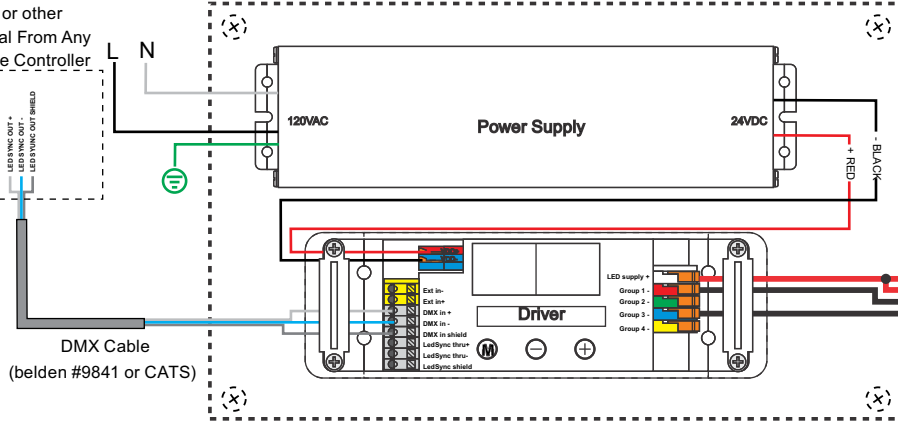 or other
al From Any
e Controller
L N
LED SYNC OUT +
LED SYNC OUT -
LED SYUNC OUT SHIELD
120VAC
Power Supply
24VDC
- BLACK
+ RED
LED supply +
Group 1 -
Group 2 -
Group 3 -
Group 4 -
Ext in-
Ext in+
DMX in +
DMX in -
DMX in shield
LedSync thru+
LedSync thru-
LedSync shield
Driver
M
DMX Cable
(belden #9841 or CATS)